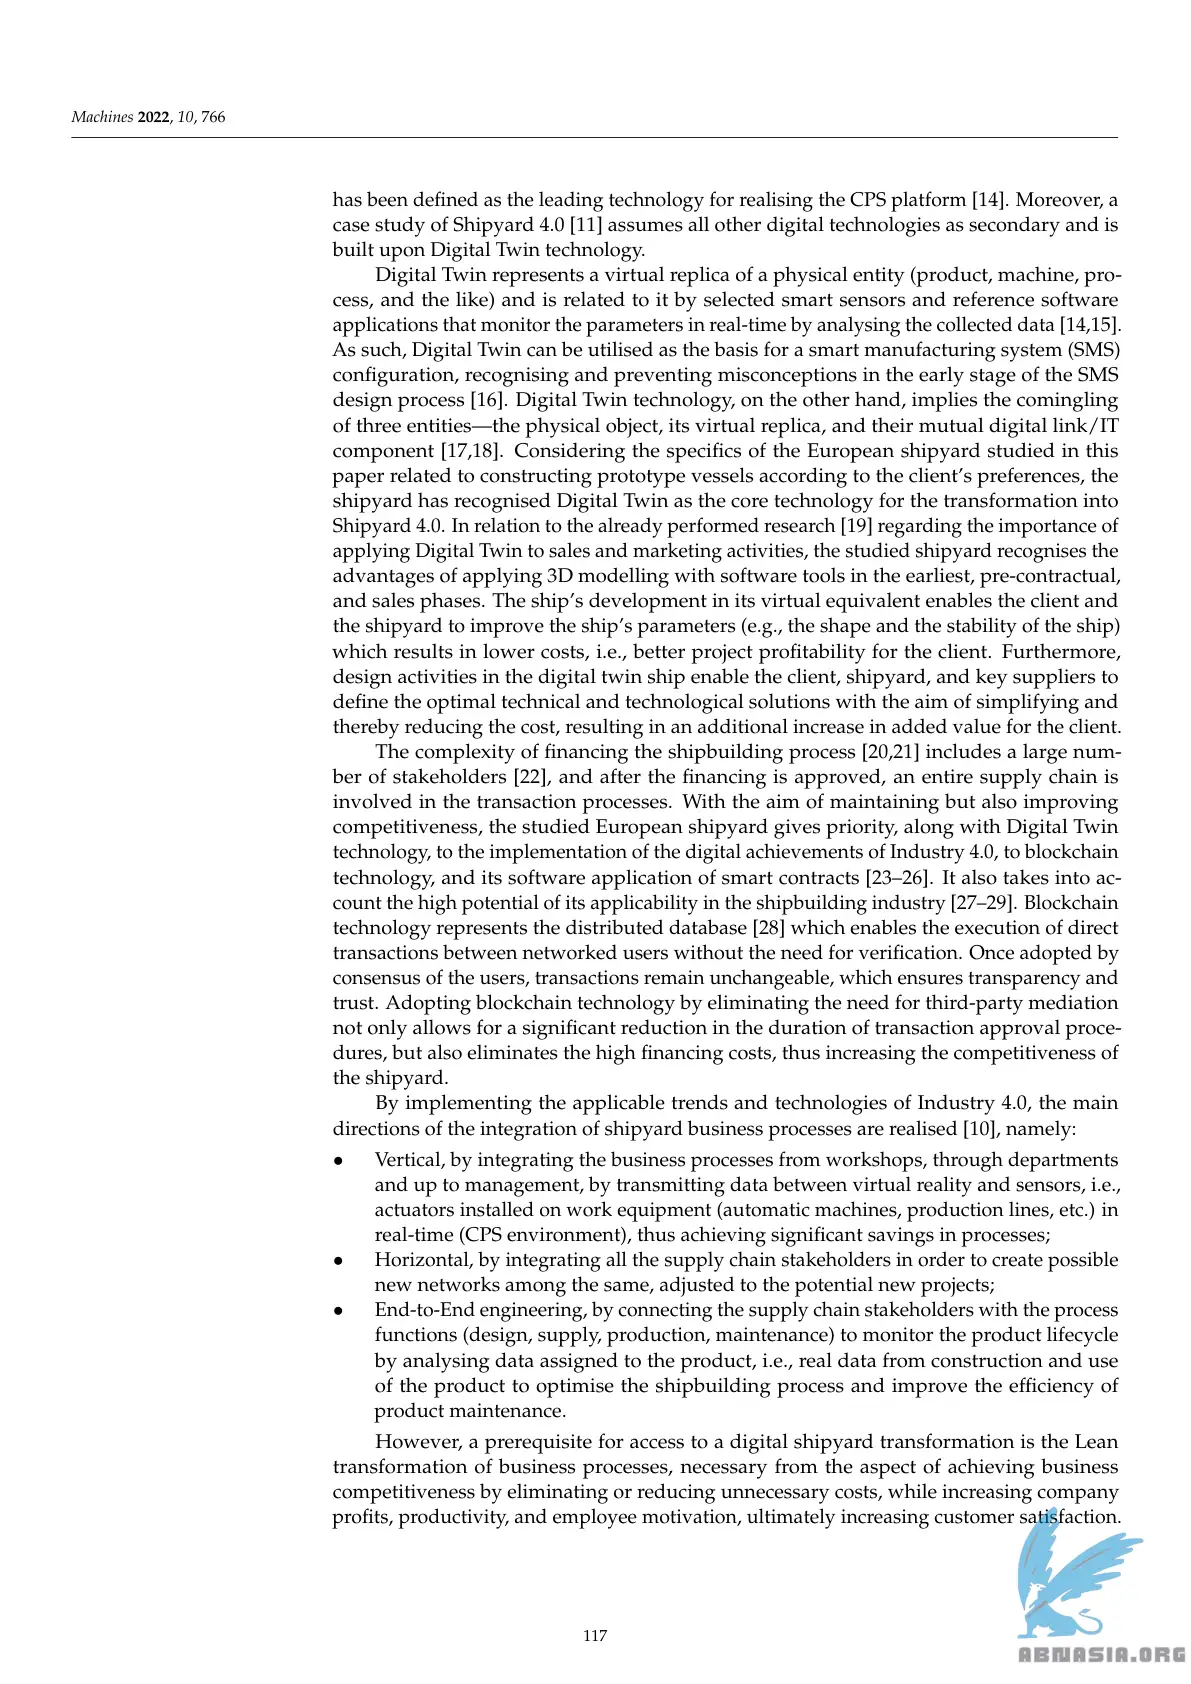 Machines 2022, 10, 766
has been defined as the leading technology for realising the CPS platform [14]. Moreover, a
case study of Shipyard 4.0 [11] assumes all other digital technologies as secondary and is
built upon Digital Twin technology.
Digital Twin represents a virtual replica of a physical entity (product, machine, pro-
cess, and the like) and is related to it by selected smart sensors and reference software
applications that monitor the parameters in real-time by analysing the collected data [14,15].
As such, Digital Twin can be utilised as the basis for a smart manufacturing system (SMS)
configuration, recognising and preventing misconceptions in the early stage of the SMS
design process [16]. Digital Twin technology, on the other hand, implies the comingling
of three entities—the physical object, its virtual replica, and their mutual digital link/IT
component [17,18]. Considering the specifics of the European shipyard studied in this
paper related to constructing prototype vessels according to the client's preferences, the
shipyard has recognised Digital Twin as the core technology for the transformation into
Shipyard 4.0. In relation to the already performed research [19] regarding the importance of
applying Digital Twin to sales and marketing activities, the studied shipyard recognises the
advantages of applying 3D modelling with software tools in the earliest, pre-contractual,
and sales phases. The ship's development in its virtual equivalent enables the client and
the shipyard to improve the ship's parameters (e.g., the shape and the stability of the ship)
which results in lower costs, i.e., better project profitability for the client. Furthermore,
design activities in the digital twin ship enable the client, shipyard, and key suppliers to
define the optimal technical and technological solutions with the aim of simplifying and
thereby reducing the cost, resulting in an additional increase in added value for the client.
The complexity of financing the shipbuilding process [20,21] includes a large num-
ber of stakeholders [22], and after the financing is approved, an entire supply chain is
involved in the transaction processes. With the aim of maintaining but also improving
competitiveness, the studied European shipyard gives priority, along with Digital Twin
technology, to the implementation of the digital achievements of Industry 4.0, to blockchain
technology, and its software application of smart contracts [23–26]. It also takes into ac-
count the high potential of its applicability in the shipbuilding industry [27–29]. Blockchain
technology represents the distributed database [28] which enables the execution of direct
transactions between networked users without the need for verification. Once adopted by
consensus of the users, transactions remain unchangeable, which ensures transparency and
trust. Adopting blockchain technology by eliminating the need for third-party mediation
not only allows for a significant reduction in the duration of transaction approval proce-
dures, but also eliminates the high financing costs, thus increasing the competitiveness of
the shipyard.
By implementing the applicable trends and technologies of Industry 4.0, the main
directions of the integration of shipyard business processes are realised [10], namely:
• Vertical, by integrating the business processes from workshops, through departments
and up to management, by transmitting data between virtual reality and sensors, i.e.,
actuators installed on work equipment (automatic machines, production lines, etc.) in
real-time (CPS environment), thus achieving significant savings in processes;
• Horizontal, by integrating all the supply chain stakeholders in order to create possible
new networks among the same, adjusted to the potential new projects;
• End-to-End engineering, by connecting the supply chain stakeholders with the process
functions (design, supply, production, maintenance) to monitor the product lifecycle
by analysing data assigned to the product, i.e., real data from construction and use
of the product to optimise the shipbuilding process and improve the efficiency of
product maintenance.
However, a prerequisite for access to a digital shipyard transformation is the Lean
transformation of business processes, necessary from the aspect of achieving business
competitiveness by eliminating or reducing unnecessary costs, while increasing company
profits, productivity, and employee motivation, ultimately increasing customer satisfaction.
117
ABNASIA.ORG